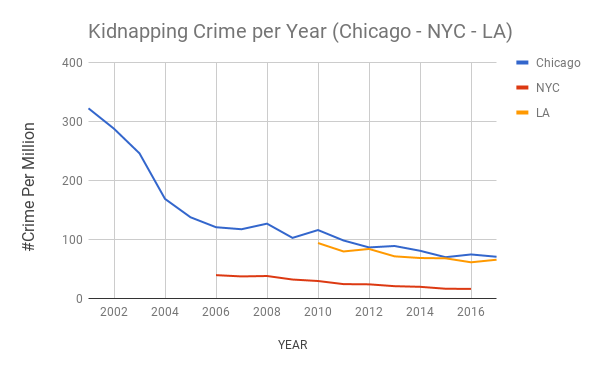 Kidnapping Crime per Year (Chicago - NYC - LA)
400
300
200
100
0
#Crime Per Million
2002 2004 2006 2008 2010 2012 2014 2016
YEAR
Chicago
NYC
LA